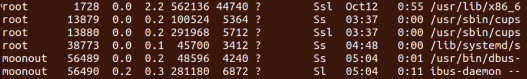 root 1728 0.0 2.2 562136 44740 ? Ssl Oct12 0:55 /usr/lib/x86_6
root 13879 0.0 0.2 100524 5364 ? Ss 03:37 0:00 /usr/sbin/cups
root 13880 0.0 0.2 291968 5712 ? Ssl 03:37 0:00 /usr/sbin/cups
root 38773 0.0 0.1 45700 3412 ? Ss 04:48 0:00 /lib/systemd/s
moonout 56489 0.0 0.2 48596 4240 ? Ss 05:04 0:01 /usr/bin/dbus-
moonout 56490 0.2 0.3 281180 6872 ? Sl 05:04 0:11 ibus-daemon --